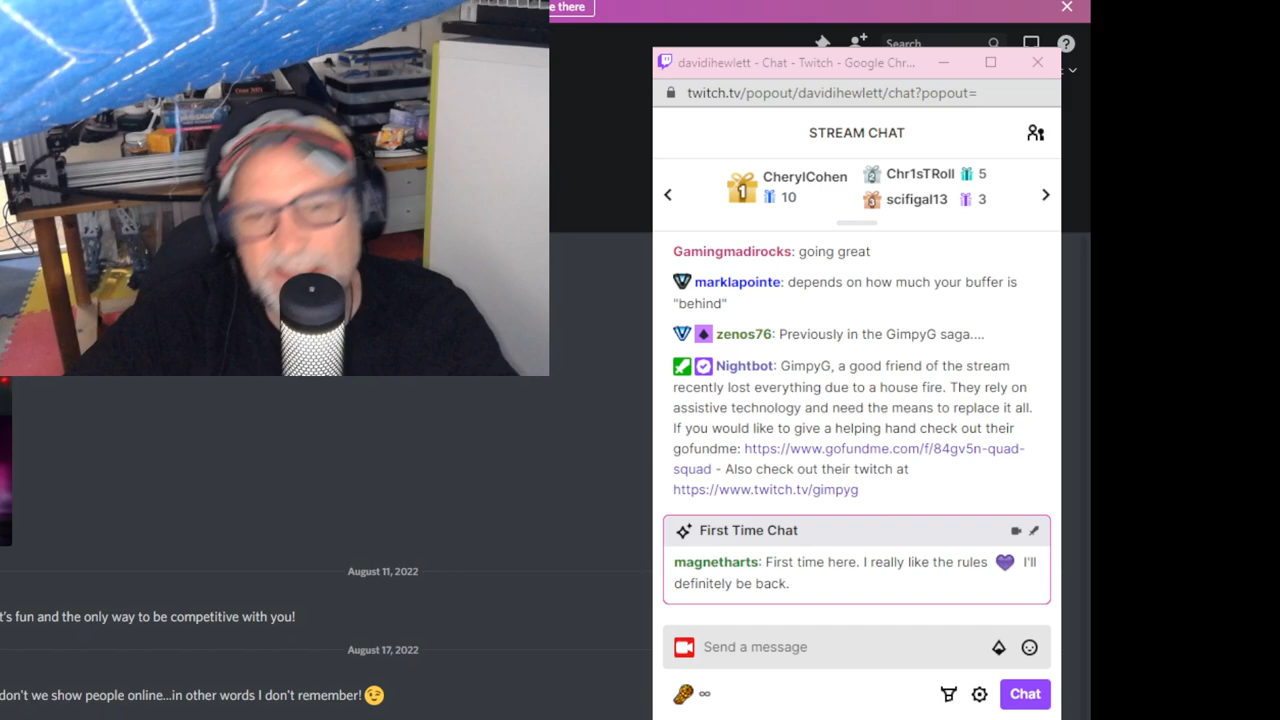 e there
Search
davidihewlett - Chat - Twitch - Google Chr...
twitch.tv/popout/davidihewlett/chat?popout=
STREAM CHAT
1 CherylCohen
10
2 Chr1sTRoll 5
3 scifigal13 3
Gamingmadirocks: going great
marklapointe: depends on how much your buffer is
"behind"
zenos76: Previously in the GimpyG saga....
Nightbot: GimpyG, a good friend of the stream
recently lost everything due to a house fire. They rely on
assistive technology and need the means to replace it all.
If you would like to give a helping hand check out their
gofundme: https://www.gofundme.com/f/84gv5n-quad-
squad - Also check out their twitch at
https://www.twitch.tv/gimpyg
First Time Chat
magnetharts: First time here. I really like the rules 💜 I'll
definitely be back.
Send a message
∞
Chat
August 11, 2022
t's fun and the only way to be competitive with you!
August 17, 2022
don't we show people online...in other words I don't remember! 😉